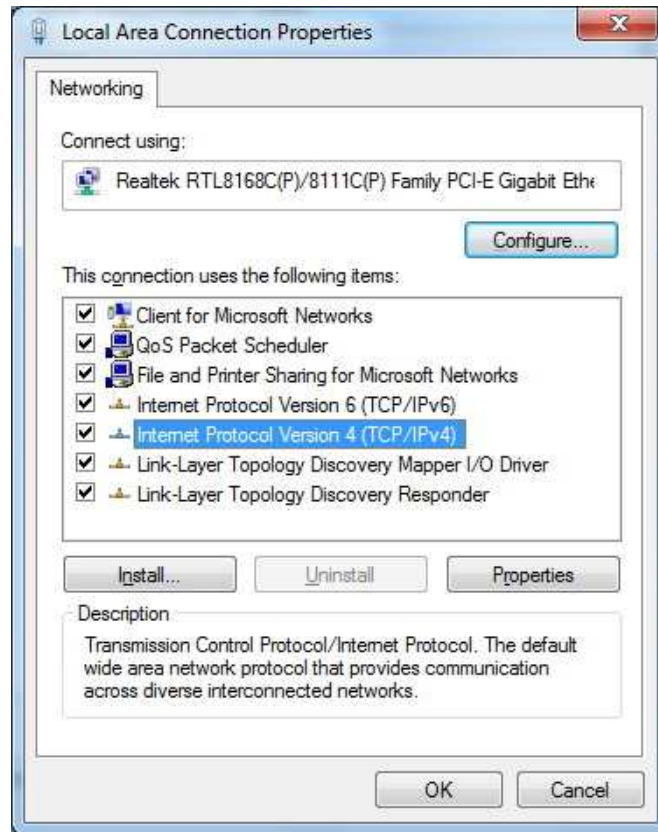 Local Area Connection Properties
Networking
Connect using:
Realtek RTL8168C(P)/8111C(P) Family PCI-E Gigabit Ethe
Configure...
This connection uses the following items:
Client for Microsoft Networks
QoS Packet Scheduler
File and Printer Sharing for Microsoft Networks
Internet Protocol Version 6 (TCP/IPv6)
Internet Protocol Version 4 (TCP/IPv4)
Link-Layer Topology Discovery Mapper I/O Driver
Link-Layer Topology Discovery Responder
Install... Uninstall Properties
Description
Transmission Control Protocol/Internet Protocol. The default
wide area network protocol that provides communication
across diverse interconnected networks.
OK Cancel